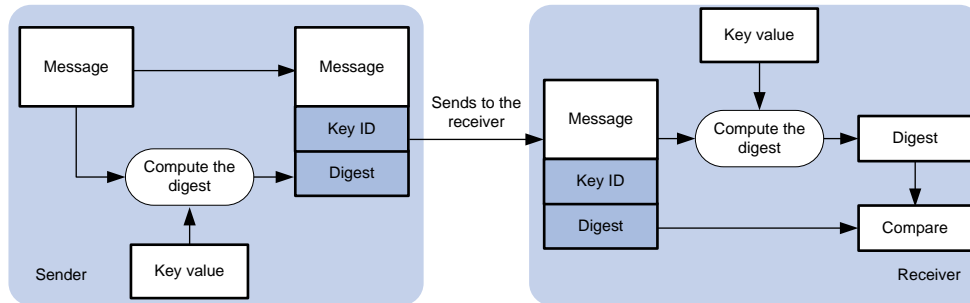 Message
Message
Key ID
Digest
Compute the
digest
Key value
Sender
Sends to the
receiver
Key value
Message
Key ID
Digest
Compute the
digest
Digest
Compare
Receiver